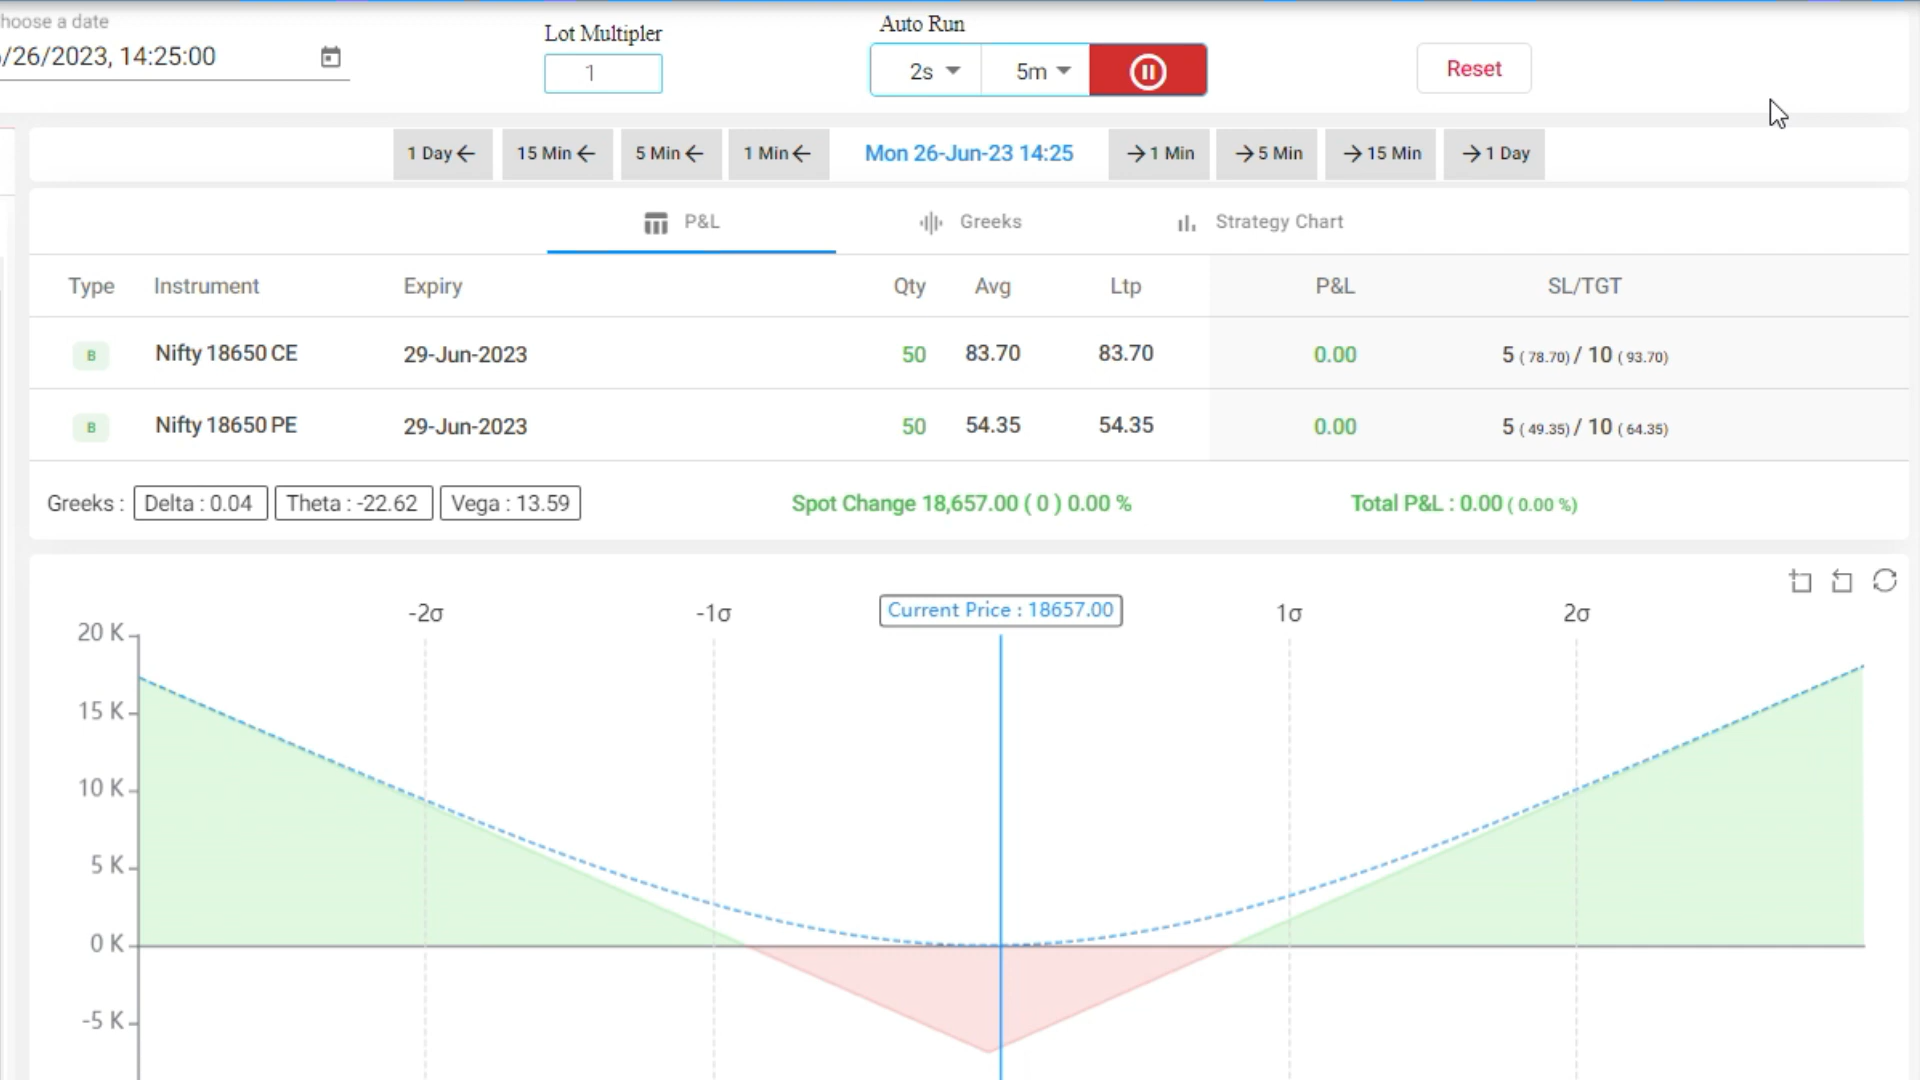 hoose a date
/26/2023, 14:25:00
Lot Multipler
1
Auto Run
2s 5m
Reset
1 Day← 15 Min← 5 Min← 1 Min← Mon 26-Jun-23 14:25 →1 Min →5 Min →15 Min →1 Day
P&L Greeks Strategy Chart
Type Instrument Expiry Qty Avg Ltp P&L SL/TGT
B Nifty 18650 CE 29-Jun-2023 50 83.70 83.70 0.00 5 ( 78.70) / 10 ( 93.70)
B Nifty 18650 PE 29-Jun-2023 50 54.35 54.35 0.00 5 ( 49.35) / 10 ( 64.35)
Greeks : Delta : 0.04 Theta : -22.62 Vega : 13.59 Spot Change 18,657.00 ( 0 ) 0.00 % Total P&L : 0.00 ( 0.00 %)
-2σ -1σ Current Price : 18657.00 1σ 2σ
20 K
15 K
10 K
5 K
0 K
-5 K